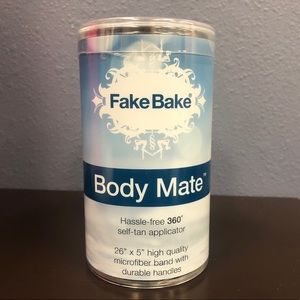 Fake Bake®
Body Mate™
Hassle-free 360°
self-tan applicator
26" x 5" high quality
microfiber band with
durable handles